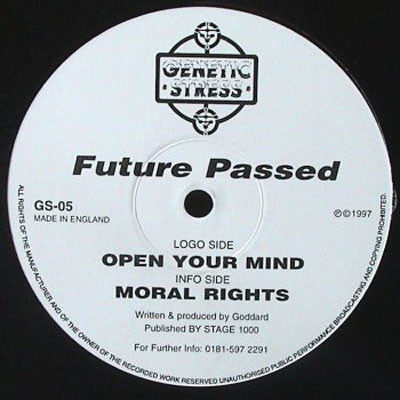 GENETIC
STRESS
Future Passed
GS-05
MADE IN ENGLAND
℗©1997
LOGO SIDE
OPEN YOUR MIND
INFO SIDE
MORAL RIGHTS
Written & produced by Goddard
Published BY STAGE 1000
For Further Info: 0181-597 2291
ALL RIGHTS OF THE MANUFACTURER AND OF THE OWNER OF THE RECORDED WORK RESERVED UNAUTHORISED PUBLIC PERFORMANCE BROADCASTING AND COPYING PROHIBITED.